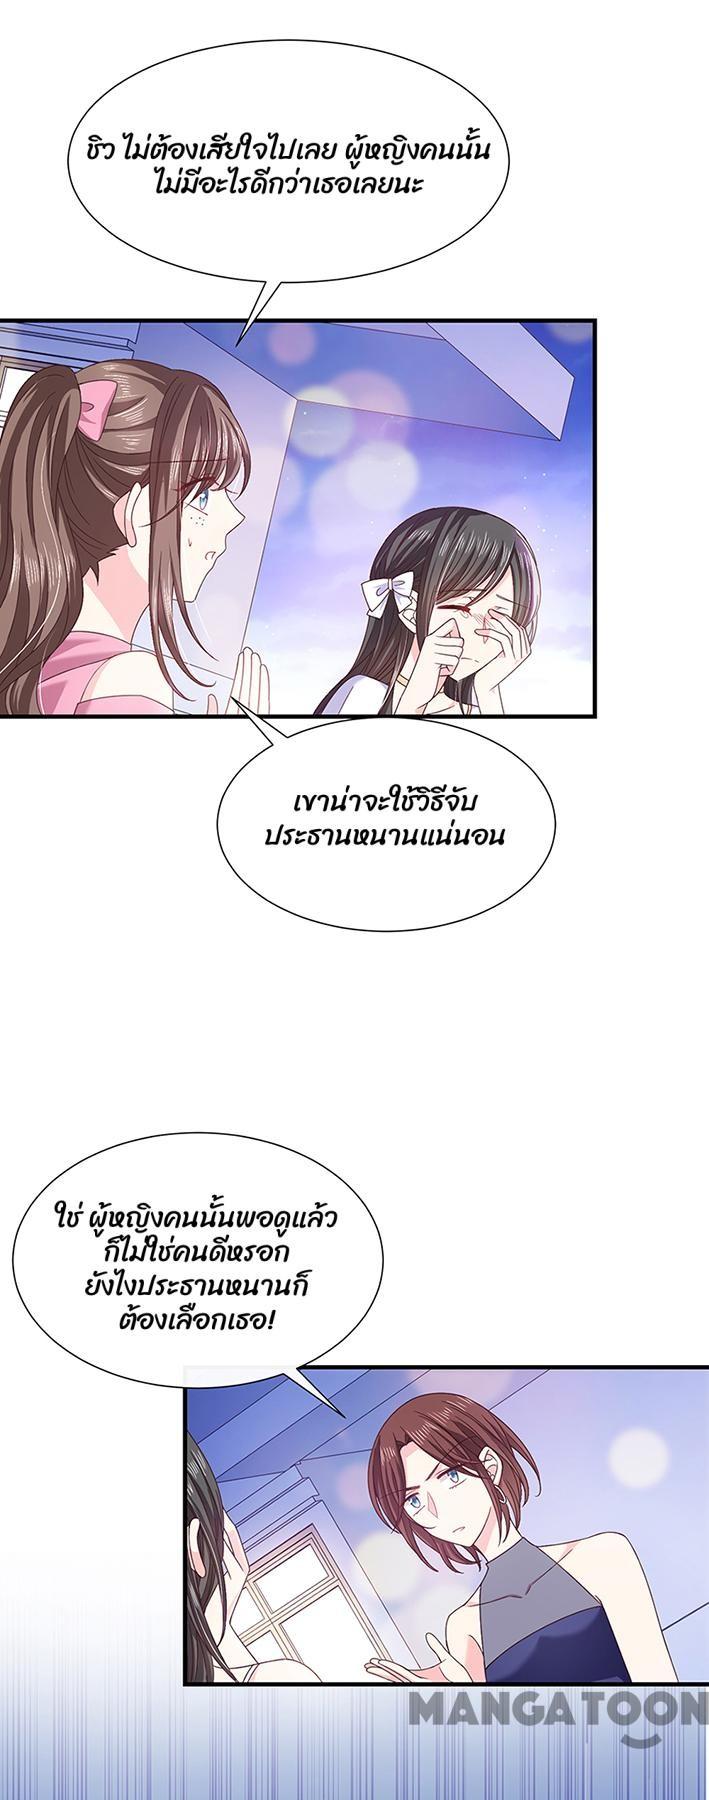 ชิว ไม่ต้องเสียใจไปเลย ผู้หญิงคนนั้น
ไม่มีอะไรดีกว่าเธอเลยนะ
เขาน่าจะใช้วิธีจับ
ประธานหนานแน่นอน
ใช่ ผู้หญิงคนนั้นพอดูแล้ว
ก็ไม่ใช่คนดีหรอก
ยังไงประธานหนานก็
ต้องเลือกเธอ!
MANGATOON